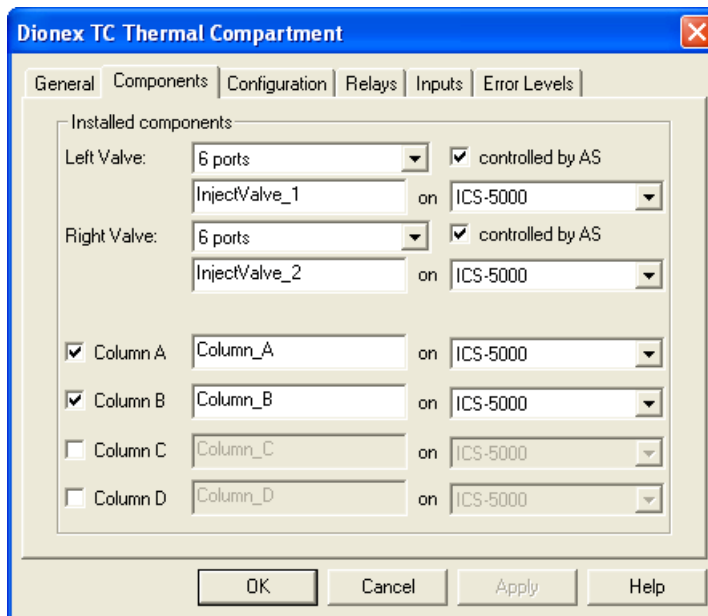 Dionex TC Thermal Compartment
General Components Configuration Relays Inputs Error Levels
Installed components
Left Valve: 6 ports controlled by AS
InjectValve_1 on ICS-5000
Right Valve: 6 ports controlled by AS
InjectValve_2 on ICS-5000
Column A Column_A on ICS-5000
Column B Column_B on ICS-5000
Column C Column_C on ICS-5000
Column D Column_D on ICS-5000
OK Cancel Apply Help